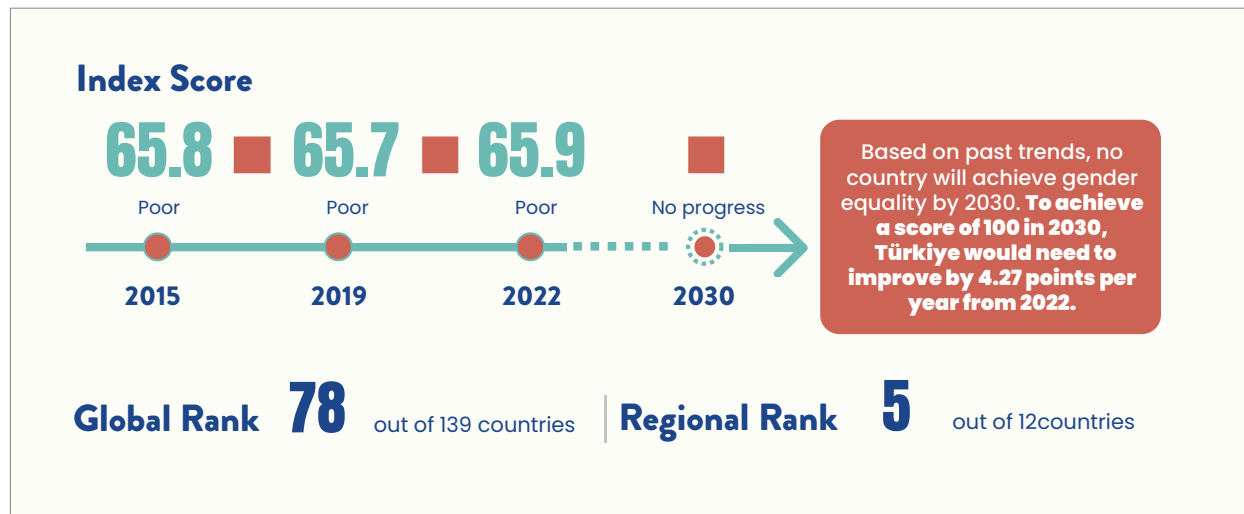 Index Score
65.8 65.7 65.9
Poor Poor Poor No progress
2015 2019 2022 2030
Based on past trends, no
country will achieve gender
equality by 2030. To achieve
a score of 100 in 2030,
Türkiye would need to
improve by 4.27 points per
year from 2022.
Global Rank 78 out of 139 countries
Regional Rank 5 out of 12countries